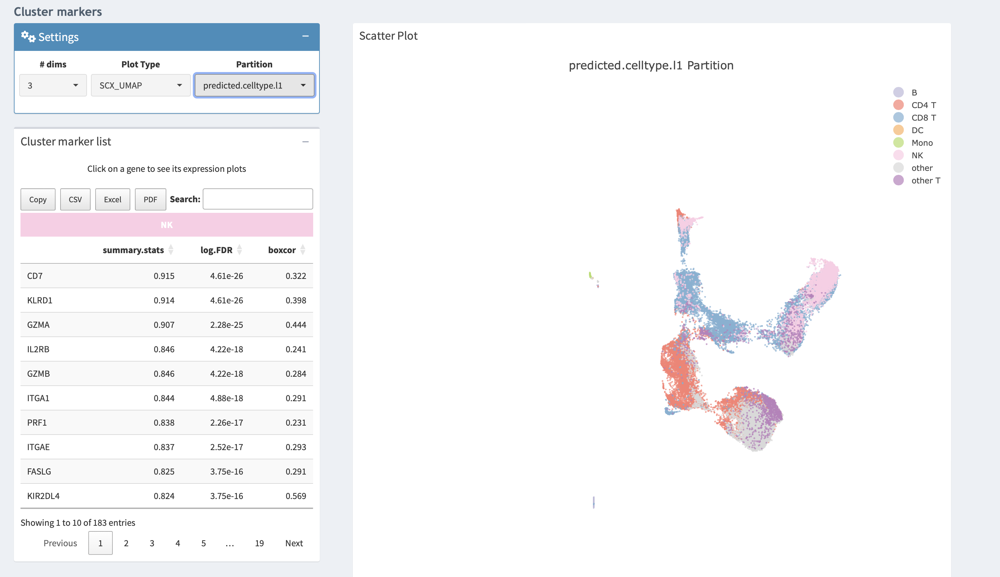 Cluster markers
Settings
# dims Plot Type Partition
3 SCX_UMAP predicted.celltype.l1
Cluster marker list
Click on a gene to see its expression plots
Copy CSV Excel PDF Search:
NK
summary.stats log.FDR boxcor
CD7 0.915 4.61e-26 0.322
KLRD1 0.914 4.61e-26 0.398
GZMA 0.907 2.28e-25 0.444
IL2RB 0.846 4.22e-18 0.241
GZMB 0.846 4.22e-18 0.284
ITGA1 0.844 4.88e-18 0.291
PRF1 0.838 2.26e-17 0.231
ITGAE 0.837 2.52e-17 0.293
FASLG 0.825 3.75e-16 0.291
KIR2DL4 0.824 3.75e-16 0.569
Showing 1 to 10 of 183 entries
Previous 1 2 3 4 5 … 19 Next
Scatter Plot
predicted.celltype.l1 Partition
B
CD4 T
CD8 T
DC
Mono
NK
other
other T